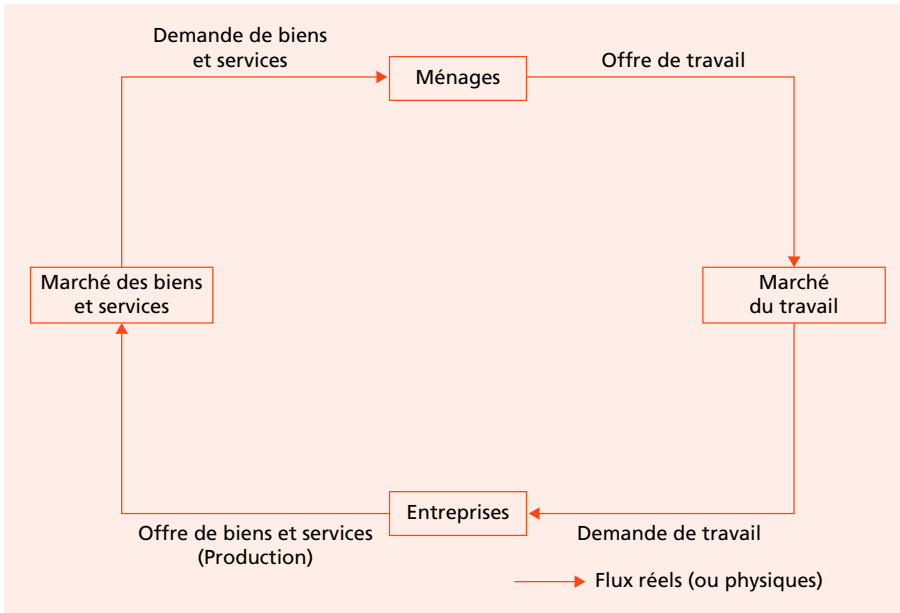 Demande de biens
et services
Ménages
Offre de travail
Marché des biens
et services
Marché
du travail
Entreprises
Offre de biens et services
(Production)
Demande de travail
Flux réels (ou physiques)